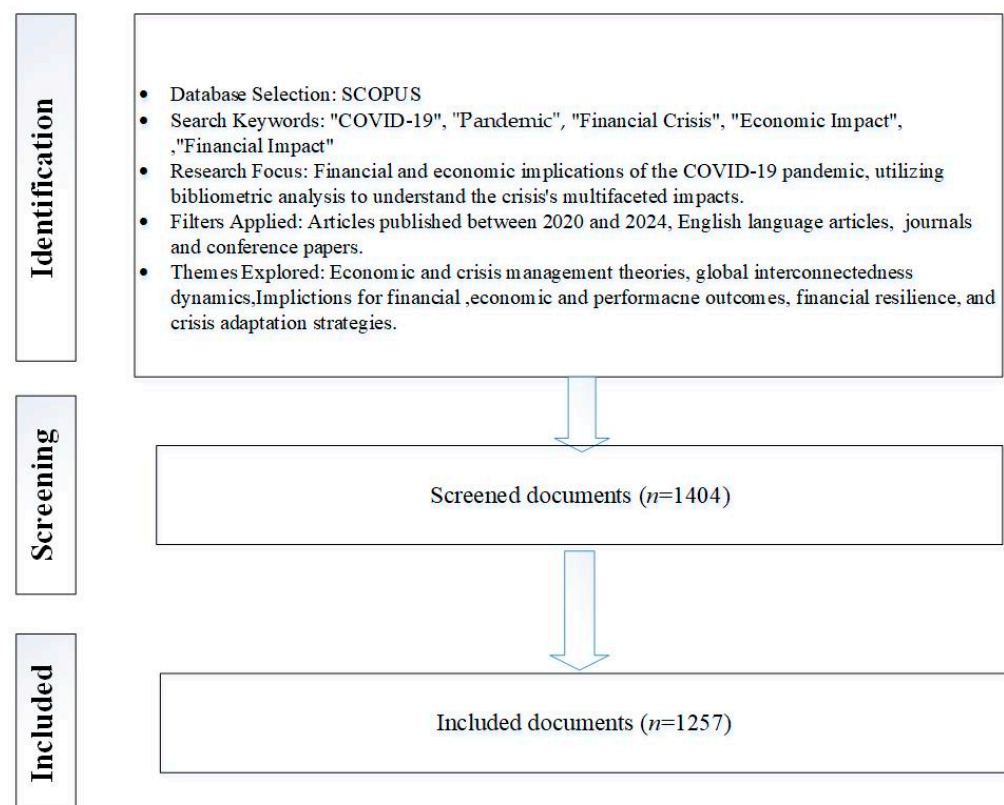 Identification
• Database Selection: SCOPUS
• Search Keywords: "COVID-19", "Pandemic", "Financial Crisis", "Economic Impact",
,"Financial Impact"
• Research Focus: Financial and economic implications of the COVID-19 pandemic, utilizing
bibliometric analysis to understand the crisis's multifaceted impacts.
• Filters Applied: Articles published between 2020 and 2024, English language articles, journals
and conference papers.
• Themes Explored: Economic and crisis management theories, global interconnectedness
dynamics,Implictions for financial ,economic and performacne outcomes, financial resilience, and
crisis adaptation strategies.
Screening
Screened documents (n=1404)
Included
Included documents (n=1257)